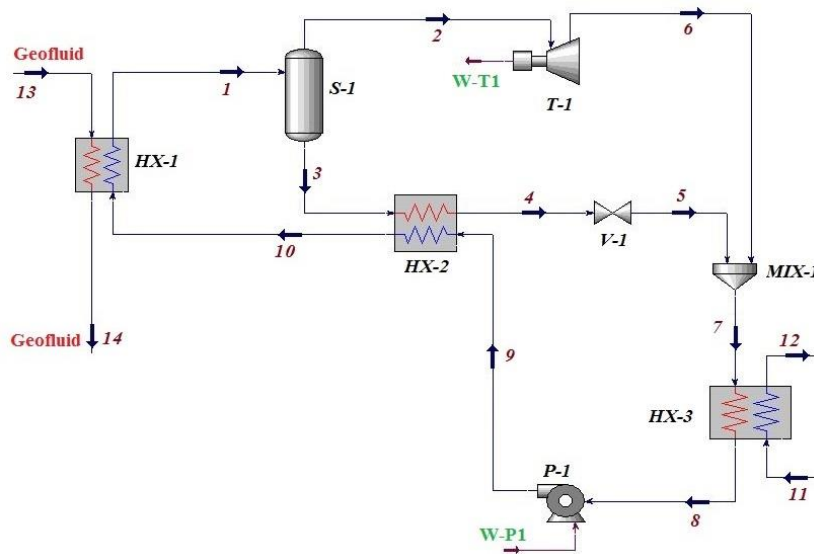 2
6
Geofluid
13
1
S-1
W-T1
T-1
HX-1
3
4
5
V-1
10
HX-2
MIX-1
7
12
Geofluid
14
9
HX-3
P-1
11
8
W-P1